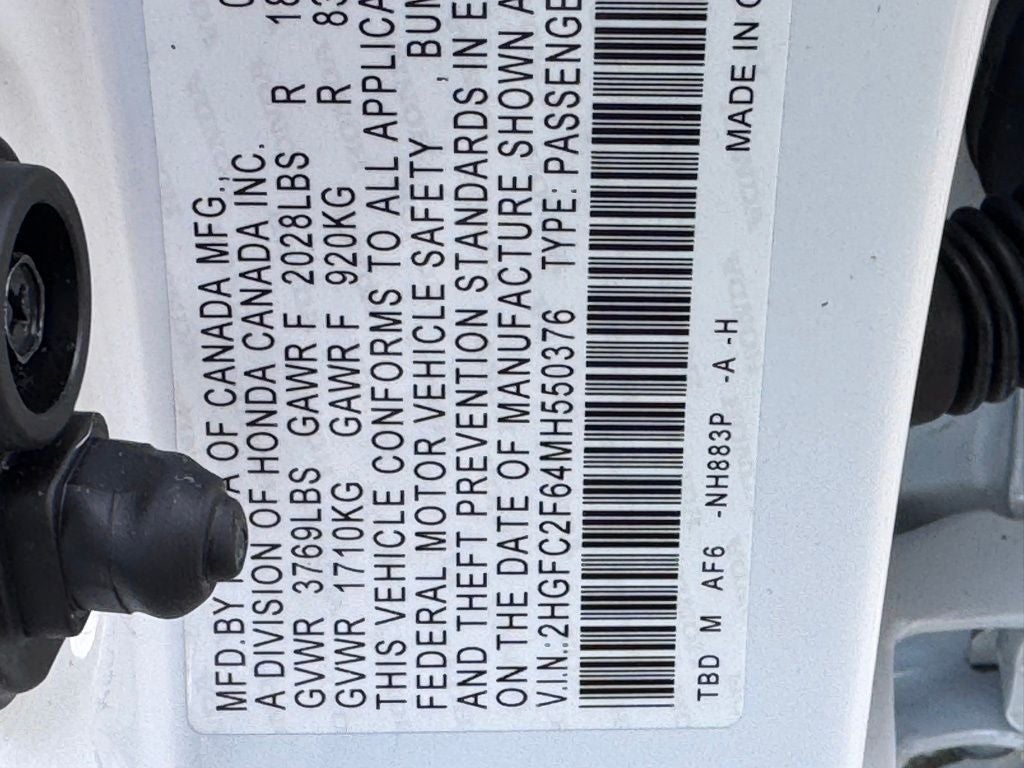 MFD.BY A OF CANADA MFG.,
A DIVISION OF HONDA CANADA INC.
GVWR 3769LBS GAWR F 2028LBS R 18
GVWR 1710KG GAWR F 920KG R 83
THIS VEHICLE CONFORMS TO ALL APPLICA
FEDERAL MOTOR VEHICLE SAFETY , BUM
AND THEFT PREVENTION STANDARDS IN E
ON THE DATE OF MANUFACTURE SHOWN A
V.I.N.:2HGFC2F64MH550376 TYPE:PASSENGE
TBD M AF6 -NH883P -A -H MADE IN C